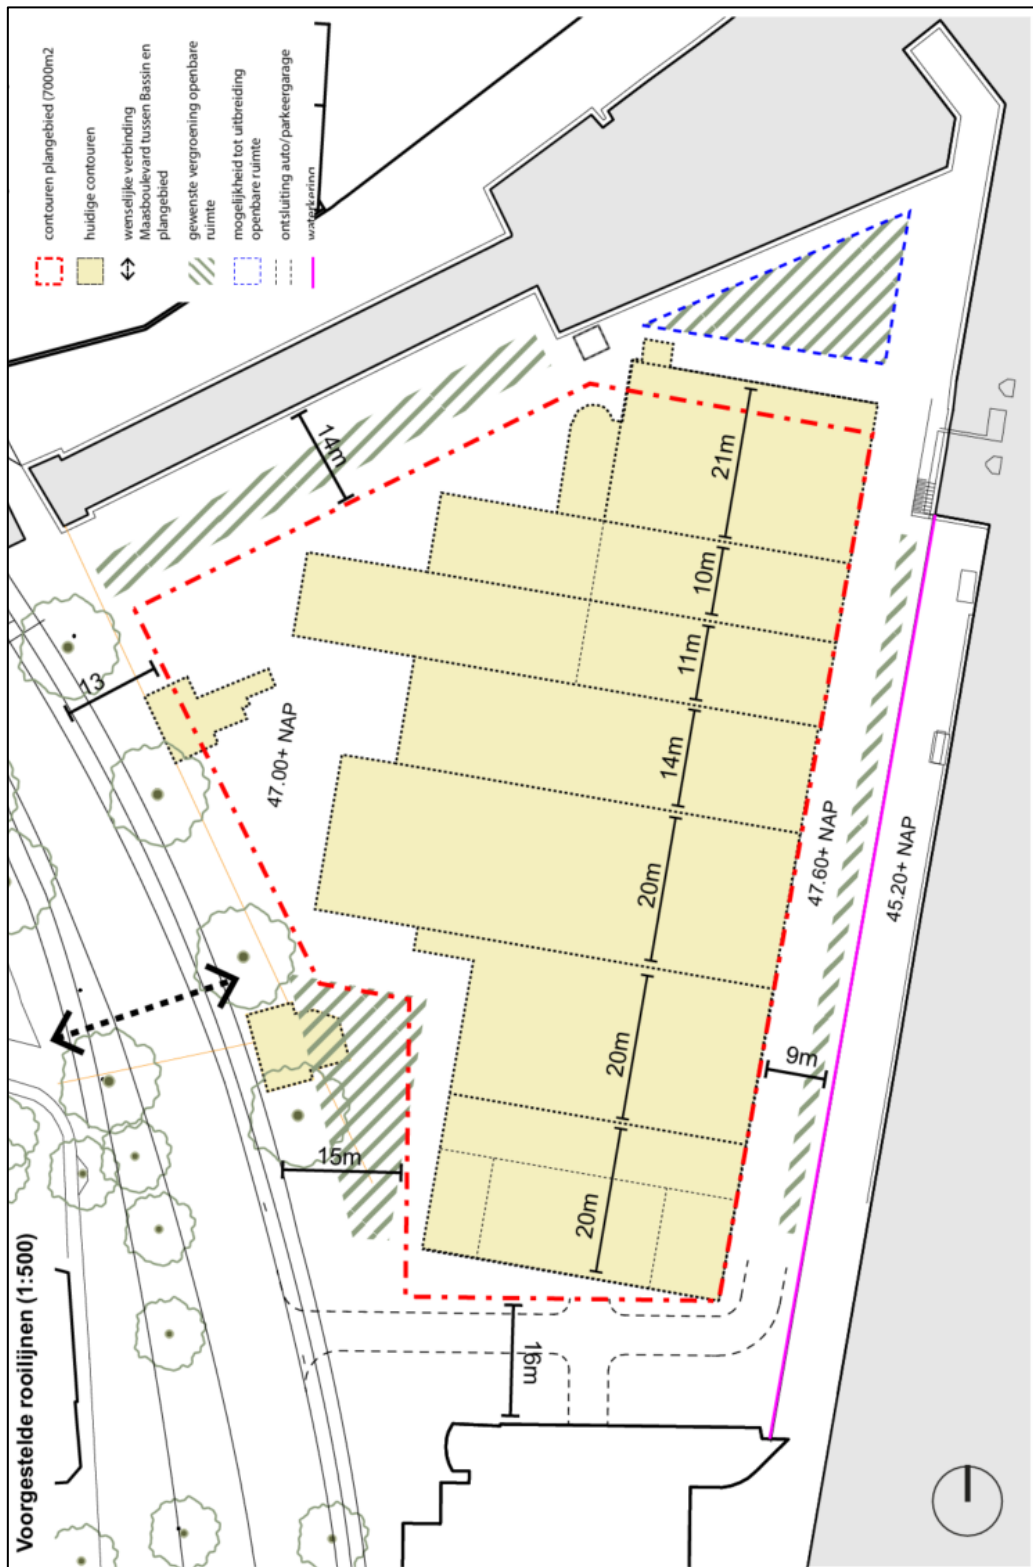 Voorgestelde rooilijnen (1:500)
contouren plangebied (7000m2
huidige contouren
wenselijke verbinding
Maasboulevard tussen Bassin en
plangebied
gewenste vergroening openbare
ruimte
mogelijkheid tot uitbreiding
openbare ruimte
ontsluiting auto/parkeergarage
waterkering
14m
13
47.00+ NAP
21m
10m
11m
14m
20m
20m
20m
15m
16m
9m
47.60+ NAP
45.20+ NAP